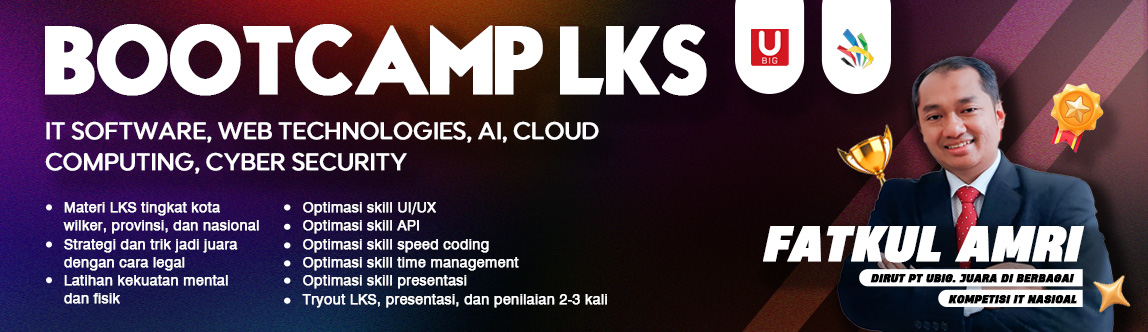 BOOTCAMP LKS
U
BIG
IT SOFTWARE, WEB TECHNOLOGIES, AI, CLOUD
COMPUTING, CYBER SECURITY
• Materi LKS tingkat kota
wilker, provinsi, dan nasional
• Strategi dan trik jadi juara
dengan cara legal
• Latihan kekuatan mental
dan fisik
• Optimasi skill UI/UX
• Optimasi skill API
• Optimasi skill speed coding
• Optimasi skill time management
• Optimasi skill presentasi
• Tryout LKS, presentasi, dan penilaian 2-3 kali
FATKUL AMRI
DIRUT PT UBIG. JUARA DI BERBAGAI
KOMPETISI IT NASIOAL